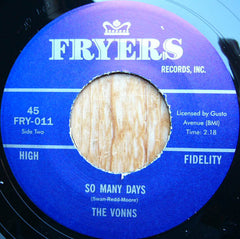 FRYERS
RECORDS, INC.
45
FRY-011
Side Two
Licensed by Gusto
Avenue (BMI)
Time: 2.18
HIGH
FIDELITY
SO MANY DAYS
(Swan-Redd-Moore)
THE VONNS